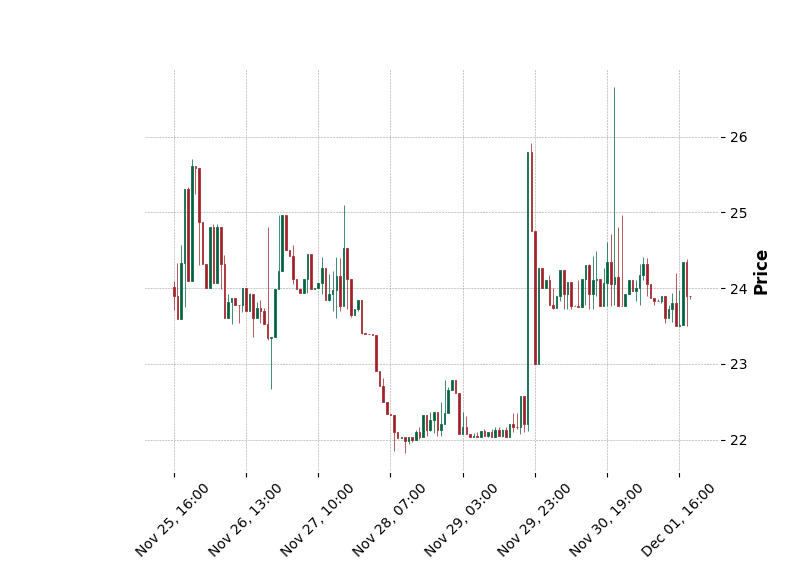 26
25
24
23
22
Price
Nov 25, 16:00
Nov 26, 13:00
Nov 27, 10:00
Nov 28, 07:00
Nov 29, 03:00
Nov 29, 23:00
Nov 30, 19:00
Dec 01, 16:00